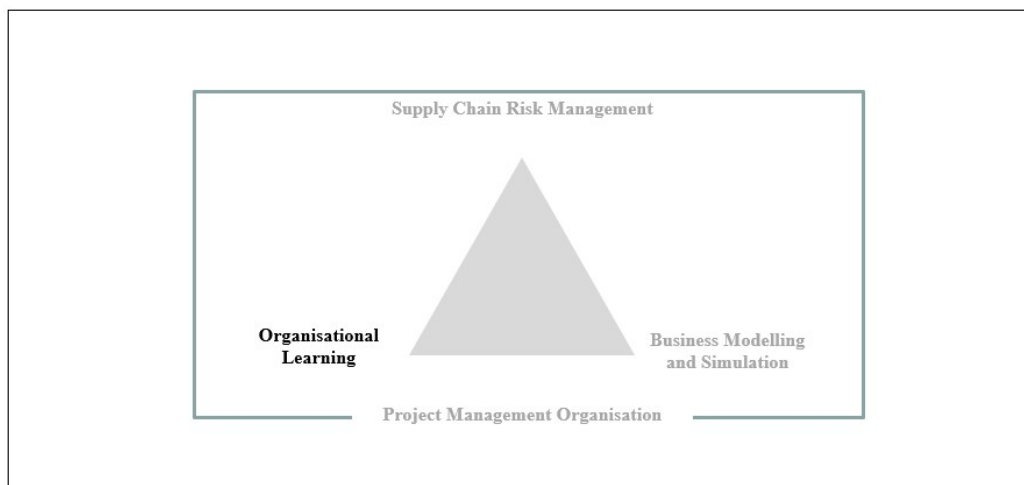 Supply Chain Risk Management
Organisational
Learning
Business Modelling
and Simulation
Project Management Organisation